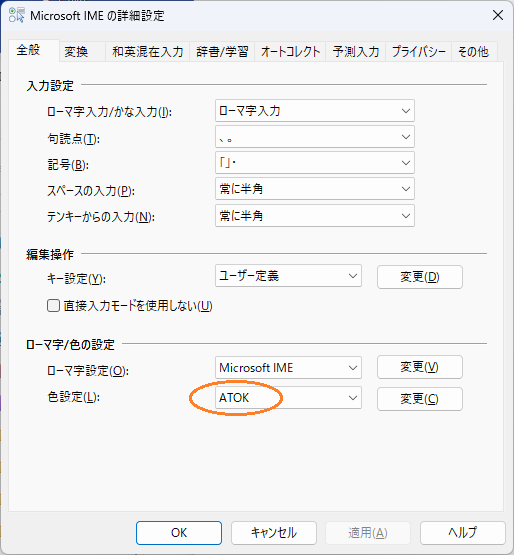 Microsoft IME の詳細設定
全般 変換 和英混在入力 辞書/学習 オートコレクト 予測入力 プライバシー その他
入力設定
ローマ字入力/かな入力(I): ローマ字入力
句読点(T): 、。
記号(B): 「」・
スペースの入力(P): 常に半角
テンキーからの入力(N): 常に半角
編集操作
キー設定(Y): ユーザー定義 変更(D)
直接入力モードを使用しない(U)
ローマ字/色の設定
ローマ字設定(O): Microsoft IME 変更(V)
色設定(L): ATOK 変更(C)
OK キャンセル 適用(A) ヘルプ